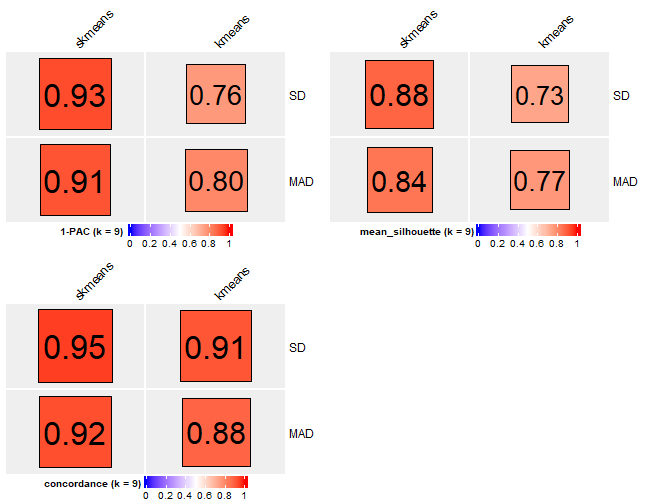 skmeans kmeans
0.93 0.76 SD
0.91 0.80 MAD
1-PAC (k = 9)
0 0.2 0.4 0.6 0.8 1
skmeans kmeans
0.88 0.73 SD
0.84 0.77 MAD
mean_silhouette (k = 9)
0 0.2 0.4 0.6 0.8 1
skmeans kmeans
0.95 0.91 SD
0.92 0.88 MAD
concordance (k = 9)
0 0.2 0.4 0.6 0.8 1